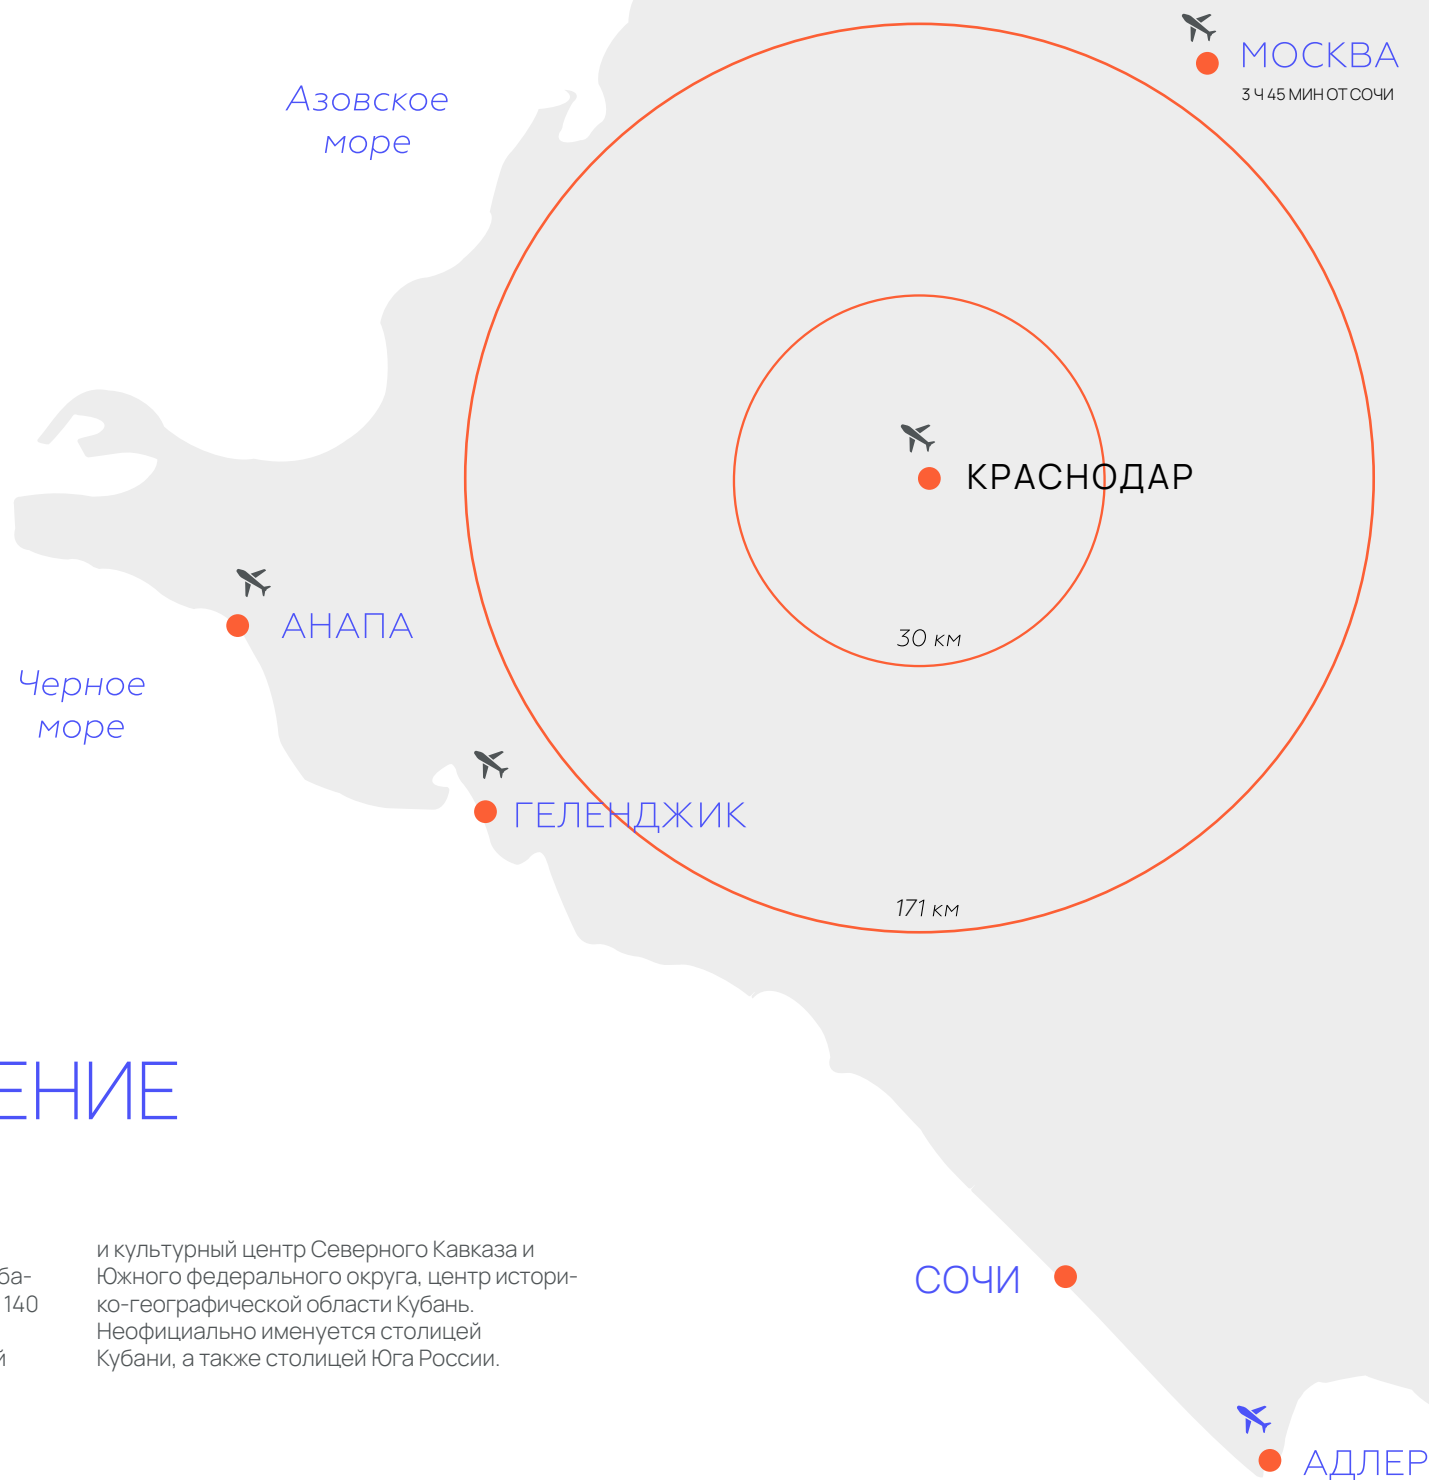 МОСКВА
3 Ч 45 МИН ОТ СОЧИ
Азовское
море
КРАСНОДАР
30 км
АНАПА
Черное
море
ГЕЛЕНДЖИК
171 км
ЕНИЕ
ба-
140
й
и культурный центр Северного Кавказа и
Южного федерального округа, центр истори-
ко-географической области Кубань.
Неофициально именуется столицей
Кубани, а также столицей Юга России.
СОЧИ
АДЛЕР